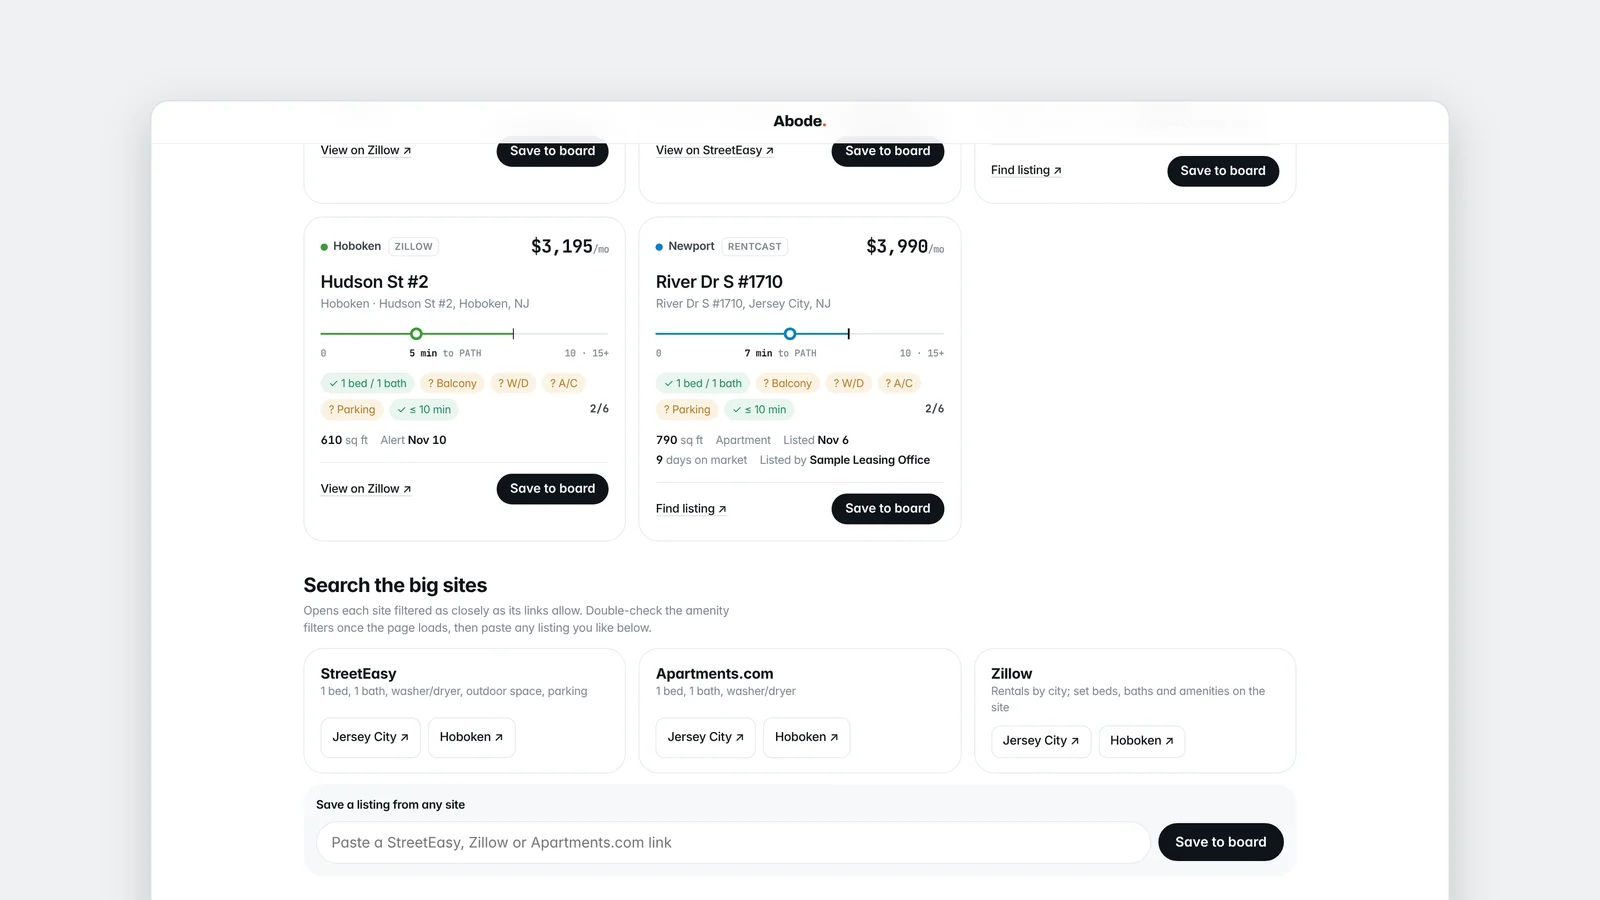 Abode.
View on Zillow ↗
Save to board
View on StreetEasy ↗
Save to board
Find listing ↗
Save to board
Hoboken
ZILLOW
$3,195/mo
Hudson St #2
Hoboken · Hudson St #2, Hoboken, NJ
0
5 min to PATH
10 · 15+
✓ 1 bed / 1 bath
? Balcony
? W/D
? A/C
? Parking
✓ ≤ 10 min
2/6
610 sq ft
Alert Nov 10
View on Zillow ↗
Save to board
Newport
RENTCAST
$3,990/mo
River Dr S #1710
River Dr S #1710, Jersey City, NJ
0
7 min to PATH
10 · 15+
✓ 1 bed / 1 bath
? Balcony
? W/D
? A/C
? Parking
✓ ≤ 10 min
2/6
790 sq ft
Apartment
Listed Nov 6
9 days on market
Listed by Sample Leasing Office
Find listing ↗
Save to board
Search the big sites
Opens each site filtered as closely as its links allow. Double-check the amenity
filters once the page loads, then paste any listing you like below.
StreetEasy
1 bed, 1 bath, washer/dryer, outdoor space, parking
Jersey City ↗
Hoboken ↗
Apartments.com
1 bed, 1 bath, washer/dryer
Jersey City ↗
Hoboken ↗
Zillow
Rentals by city; set beds, baths and amenities on the
site
Jersey City ↗
Hoboken ↗
Save a listing from any site
Paste a StreetEasy, Zillow or Apartments.com link
Save to board